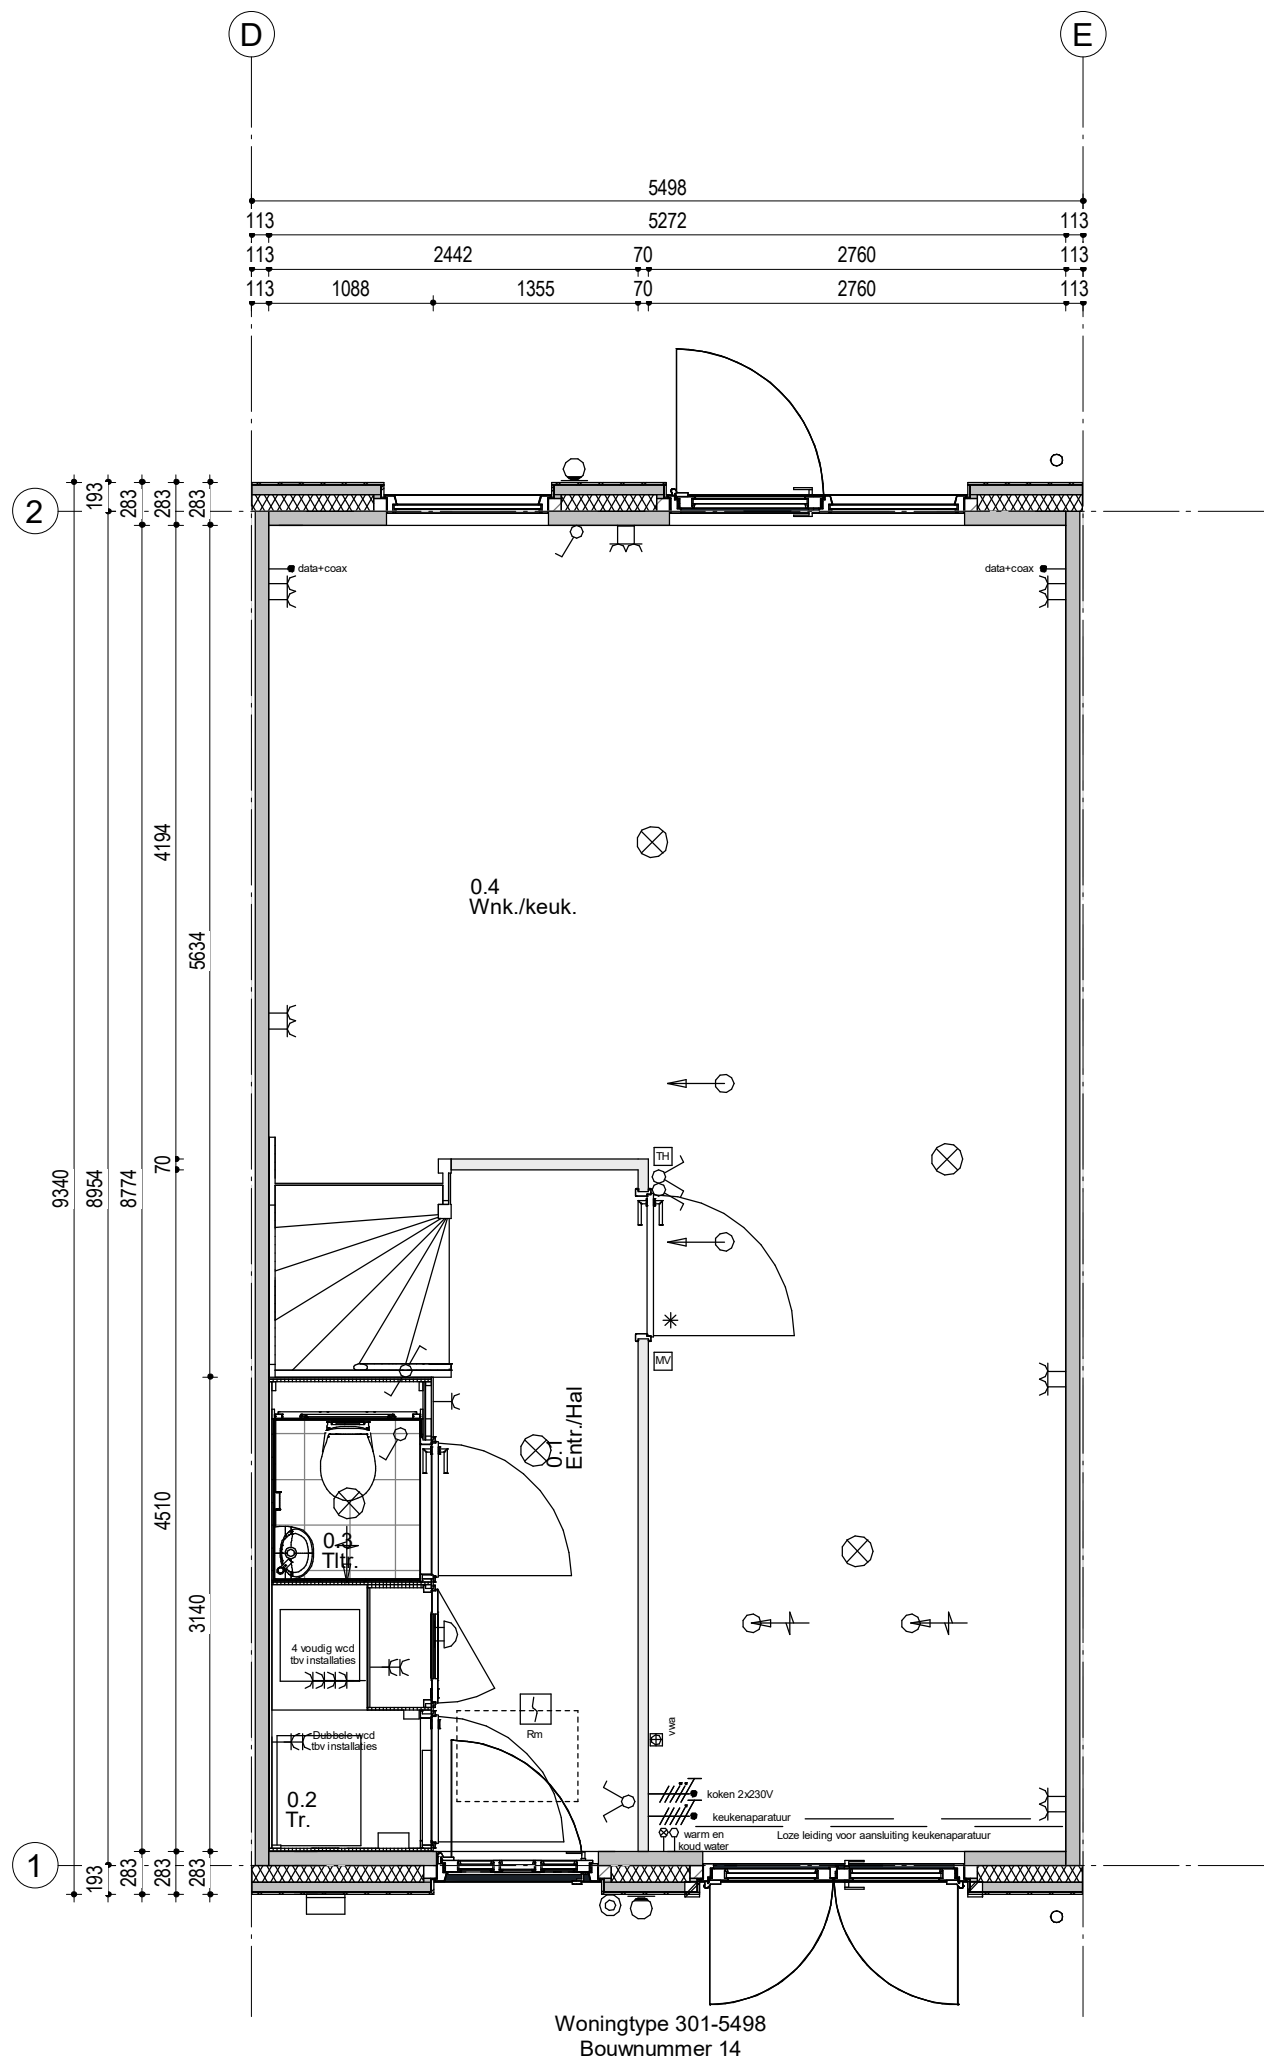 D
E
5498
113
5272
113
113
2442
70
2760
113
113
1088
1355
70
2760
113
2
193
283
283
283
data+coax
data+coax
4194
0.4
Wnk./keuk.
5634
70
TH
9340
8954
8774
MV
0.1
Entr./Hal
4510
0.3
Tltr.
3140
4 voudig wcd
tbv installaties
Rm
vwa
Dubbele wcd
tbv installaties
koken 2x230V
0.2
Tr.
keukenaparatuur
warm en
koud water
Loze leiding voor aansluiting keukenaparatuur
1
193
283
283
283
Woningtype 301-5498
Bouwnummer 14